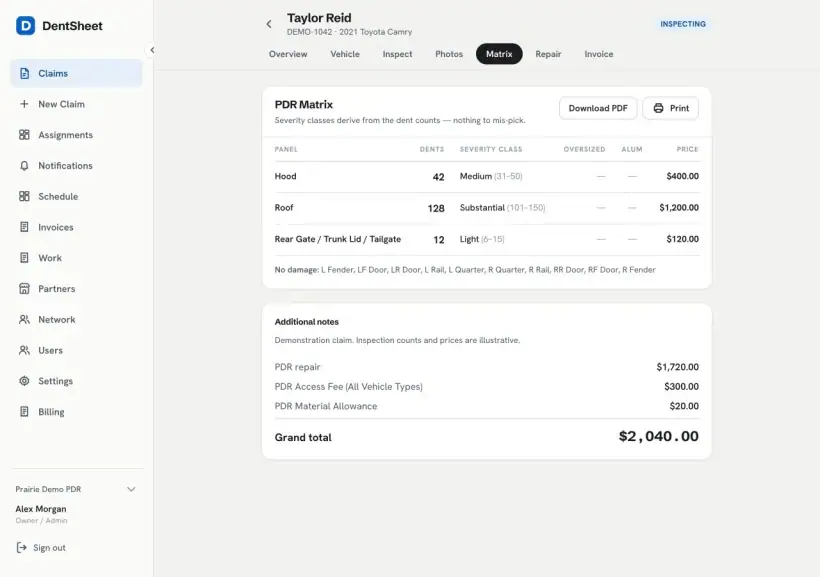 DentSheet
Claims
New Claim
Assignments
Notifications
Schedule
Invoices
Work
Partners
Network
Users
Settings
Billing
Prairie Demo PDR
Alex Morgan
Owner / Admin
Sign out
Taylor Reid
DEMO-1042 · 2021 Toyota Camry
INSPECTING
Overview Vehicle Inspect Photos Matrix Repair Invoice
PDR Matrix
Severity classes derive from the dent counts — nothing to mis-pick.
Download PDF Print
PANEL DENTS SEVERITY CLASS OVERSIZED ALUM PRICE
Hood 42 Medium (31-50) — — $400.00
Roof 128 Substantial (101-150) — — $1,200.00
Rear Gate / Trunk Lid / Tailgate 12 Light (6-15) — — $120.00
No damage: L Fender, LF Door, LR Door, L Rail, L Quarter, R Quarter, R Rail, RR Door, RF Door, R Fender
Additional notes
Demonstration claim. Inspection counts and prices are illustrative.
PDR repair $1,720.00
PDR Access Fee (All Vehicle Types) $300.00
PDR Material Allowance $20.00
Grand total $2,040.00